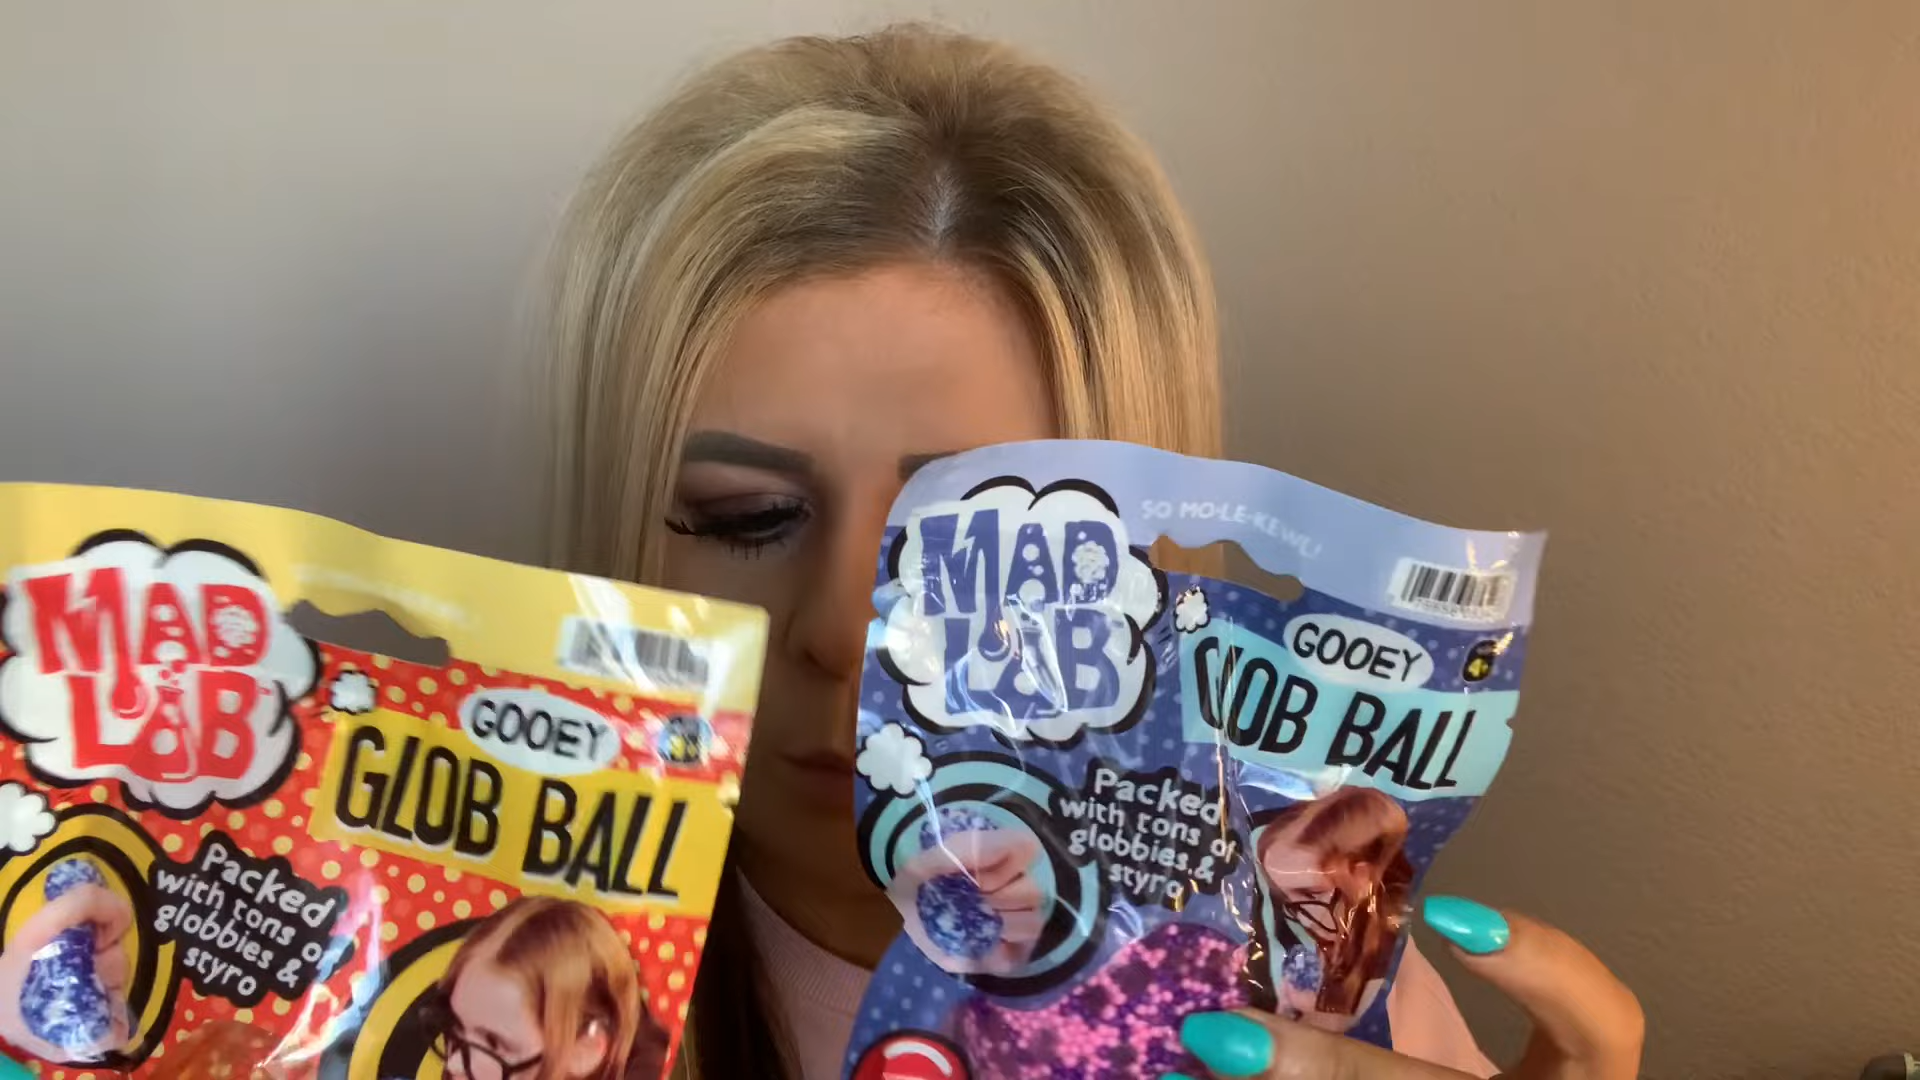 MAD
LAB
GOOEY
GLOB BALL
Packed
with tons of
globbies &
styro
SO MO-LE-KEWL!
MAD
LAB
GOOEY
GLOB BALL
Packed
with tons of
globbies &
styro